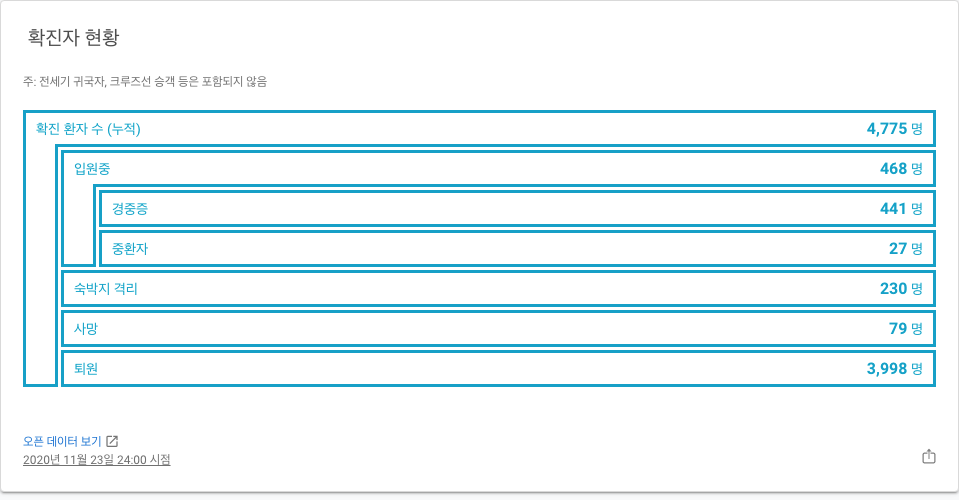 확진자 현황
주: 전세기 귀국자, 크루즈선 승객 등은 포함되지 않음
확진 환자 수 (누적) 4,775 명
입원중 468 명
경중증 441 명
중환자 27 명
숙박지 격리 230 명
사망 79 명
퇴원 3,998 명
오픈 데이터 보기
2020년 11월 23일 24:00 시점